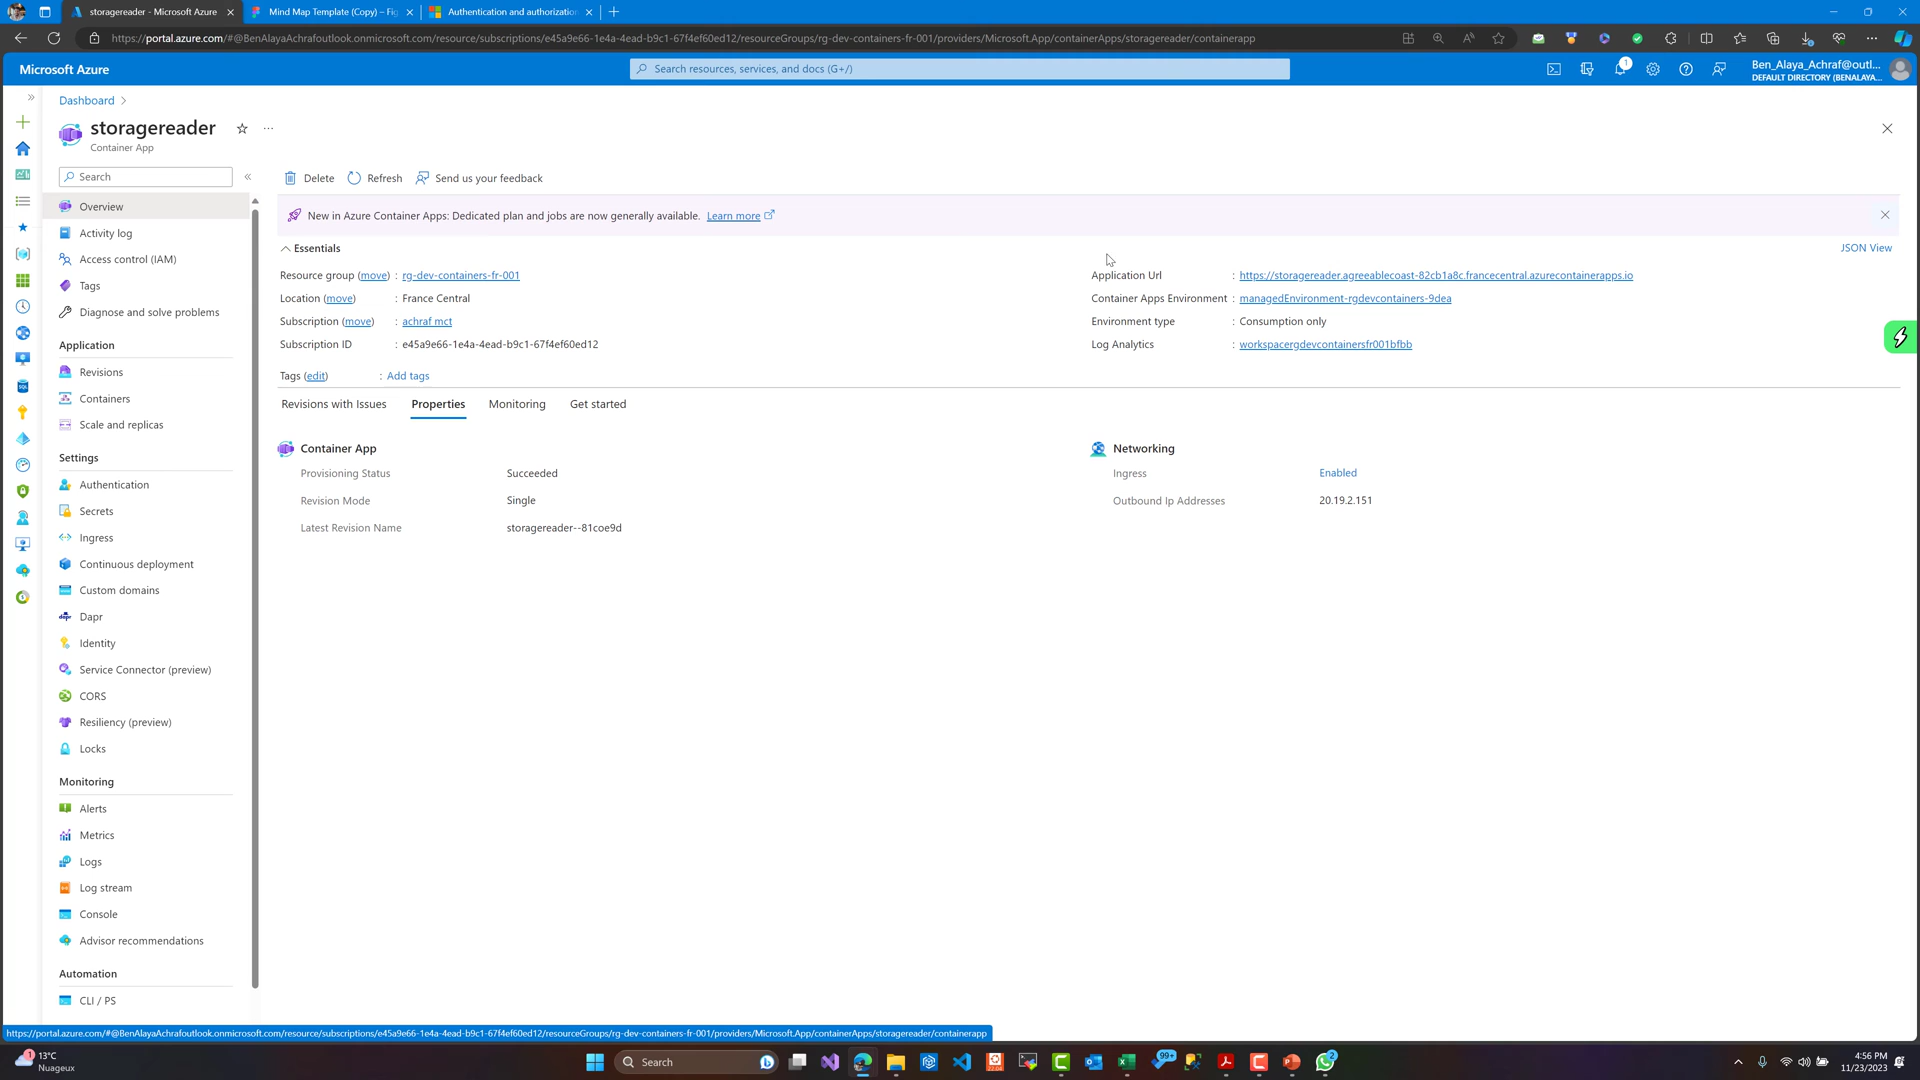 storagereader - Microsoft Azure
Mind Map Template (Copy) – Fig
Authentication and authorization
https://portal.azure.com/#@BenAlayaAchrafoutlook.onmicrosoft.com/resource/subscriptions/e45a9e66-1e4a-4ead-b9c1-67f4ef60ed12/resourceGroups/rg-dev-containers-fr-001/providers/Microsoft.App/containerApps/storagereader/containerapp
Microsoft Azure
Search resources, services, and docs (G+/)
1
Ben_Alaya_Achraf@outl...
DEFAULT DIRECTORY (BENALAYA...
Dashboard
storagereader
Container App
Search
Delete
Refresh
Send us your feedback
New in Azure Container Apps: Dedicated plan and jobs are now generally available. Learn more
Essentials
JSON View
Resource group (move) : rg-dev-containers-fr-001
Location (move) : France Central
Subscription (move) : achraf mct
Subscription ID : e45a9e66-1e4a-4ead-b9c1-67f4ef60ed12
Tags (edit) : Add tags
Application Url : https://storagereader.agreeablecoast-82cb1a8c.francecentral.azurecontainerapps.io
Container Apps Environment : managedEnvironment-rgdevcontainers-9dea
Environment type : Consumption only
Log Analytics : workspacergdevcontainersfr001bfbb
Revisions with Issues
Properties
Monitoring
Get started
Container App
Provisioning Status Succeeded
Revision Mode Single
Latest Revision Name storagereader--81coe9d
Networking
Ingress Enabled
Outbound Ip Addresses 20.19.2.151
Overview
Activity log
Access control (IAM)
Tags
Diagnose and solve problems
Application
Revisions
Containers
Scale and replicas
Settings
Authentication
Secrets
Ingress
Continuous deployment
Custom domains
Dapr
Identity
Service Connector (preview)
CORS
Resiliency (preview)
Locks
Monitoring
Alerts
Metrics
Logs
Log stream
Console
Advisor recommendations
Automation
CLI / PS
https://portal.azure.com/#@BenAlayaAchrafoutlook.onmicrosoft.com/resource/subscriptions/e45a9e66-1e4a-4ead-b9c1-67f4ef60ed12/resourceGroups/rg-dev-containers-fr-001/providers/Microsoft.App/containerApps/storagereader/containerapp
1
13°C
Nuageux
Search
99+
2
4:56 PM
11/23/2023